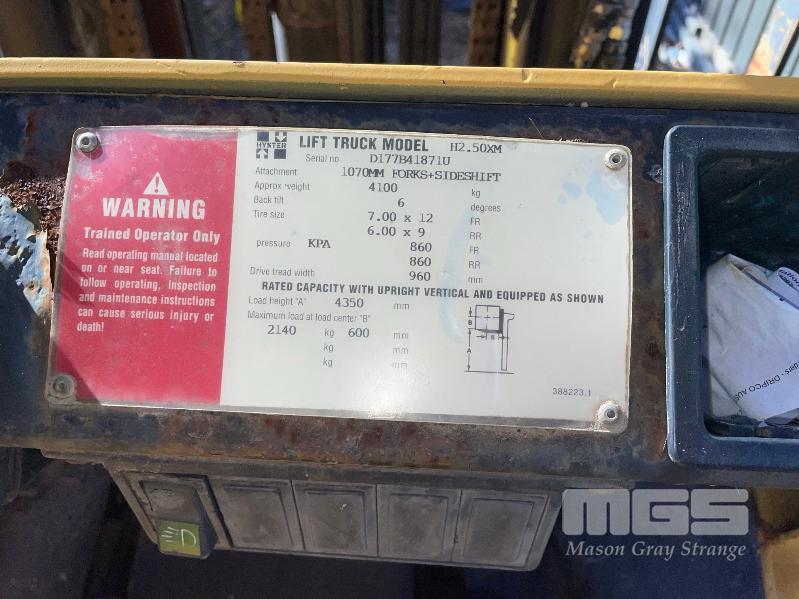 HYSTER LIFT TRUCK MODEL H2.50XM
Serial no D177B41871U
Attachment 1070MM FORKS+SIDESHIFT
Approx weight 4100 kg
Back tilt 6 degrees
Tire size 7.00 x 12 FR
6.00 x 9 RR
pressure KPA 860 FR
860 RR
Drive tread width 960 mm
RATED CAPACITY WITH UPRIGHT VERTICAL AND EQUIPPED AS SHOWN
Load height "A" 4350 mm
Maximum load at load center "B"
2140 kg 600 mm
kg mm
kg mm
B
B
A
388223.1
WARNING
Trained Operator Only
Read operating manual located
on or near seat. Failure to
follow operating, inspection
and maintenance instructions
can cause serious injury or
death!
MGS
Mason Gray Strange